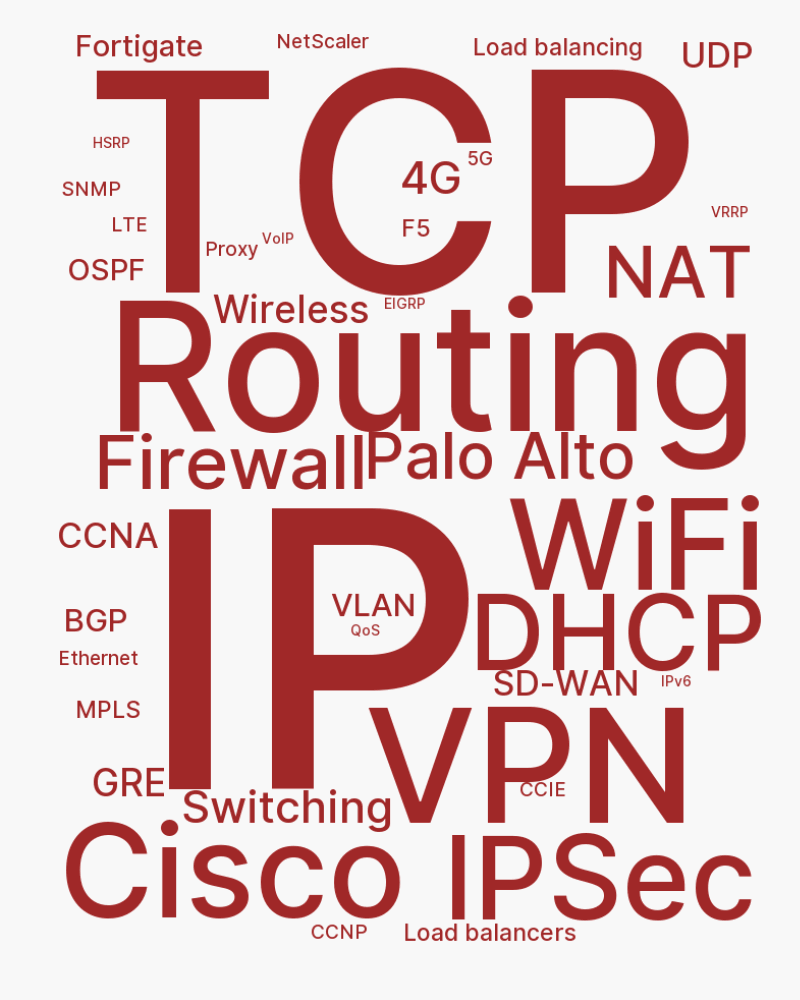 Fortigate
NetScaler
Load balancing
UDP
TCP
HSRP
4G
5G
SNMP
LTE
F5
VRRP
Proxy
VoIP
OSPF
NAT
Wireless
EIGRP
Routing
Firewall
Palo Alto
CCNA
WiFi
IP
VLAN
QoS
BGP
DHCP
Ethernet
SD-WAN
IPv6
MPLS
VPN
GRE
CCIE
Switching
Cisco
IPSec
CCNP
Load balancers